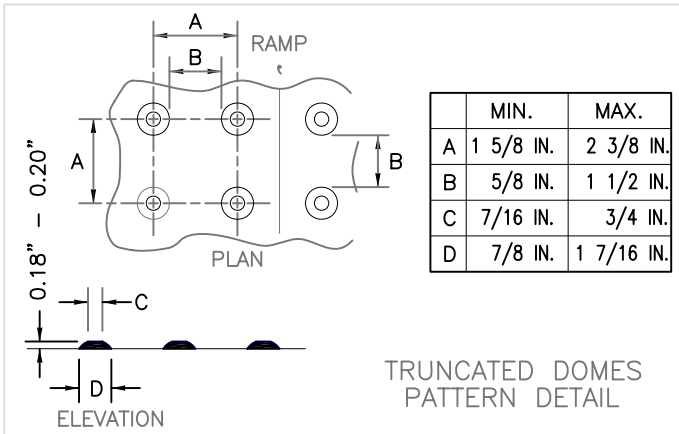 A
RAMP
B
A
B
PLAN
0.18" - 0.20"
C
D
ELEVATION
MIN. MAX.
A 1 5/8 IN. 2 3/8 IN.
B 5/8 IN. 1 1/2 IN.
C 7/16 IN. 3/4 IN.
D 7/8 IN. 1 7/16 IN.
TRUNCATED DOMES
PATTERN DETAIL